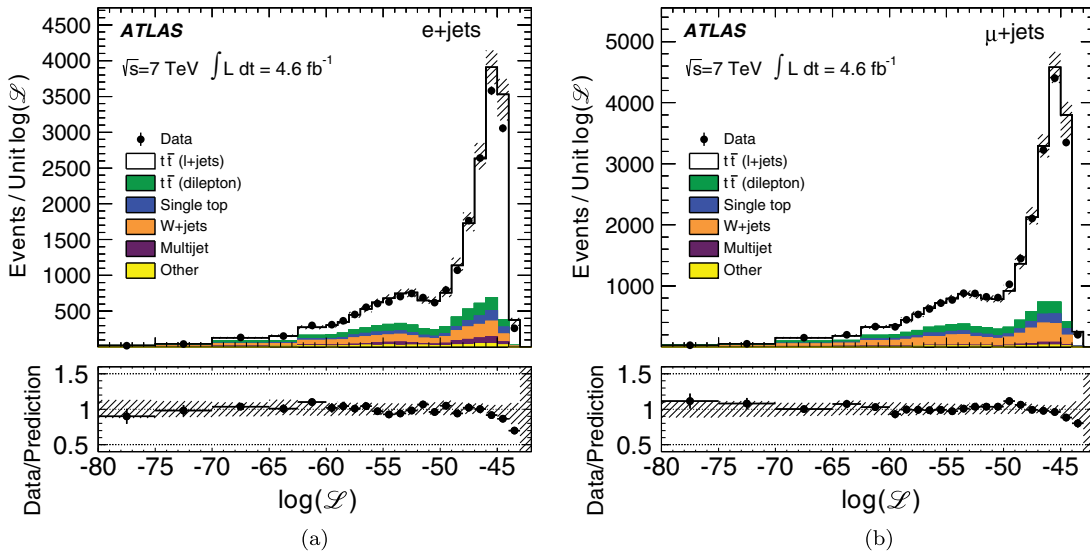 ATLAS
e+jets
√s=7 TeV ∫ L dt = 4.6 fb⁻¹
Data
tt̄ (l+jets)
tt̄ (dilepton)
Single top
W+jets
Multijet
Other
Events / Unit log(ℒ)
4500
4000
3500
3000
2500
2000
1500
1000
500
Data/Prediction
1.5
1
0.5
-80 -75 -70 -65 -60 -55 -50 -45
log(ℒ)
(a)
ATLAS
μ+jets
√s=7 TeV ∫ L dt = 4.6 fb⁻¹
Data
tt̄ (l+jets)
tt̄ (dilepton)
Single top
W+jets
Multijet
Other
Events / Unit log(ℒ)
5000
4000
3000
2000
1000
Data/Prediction
1.5
1
0.5
-80 -75 -70 -65 -60 -55 -50 -45
log(ℒ)
(b)